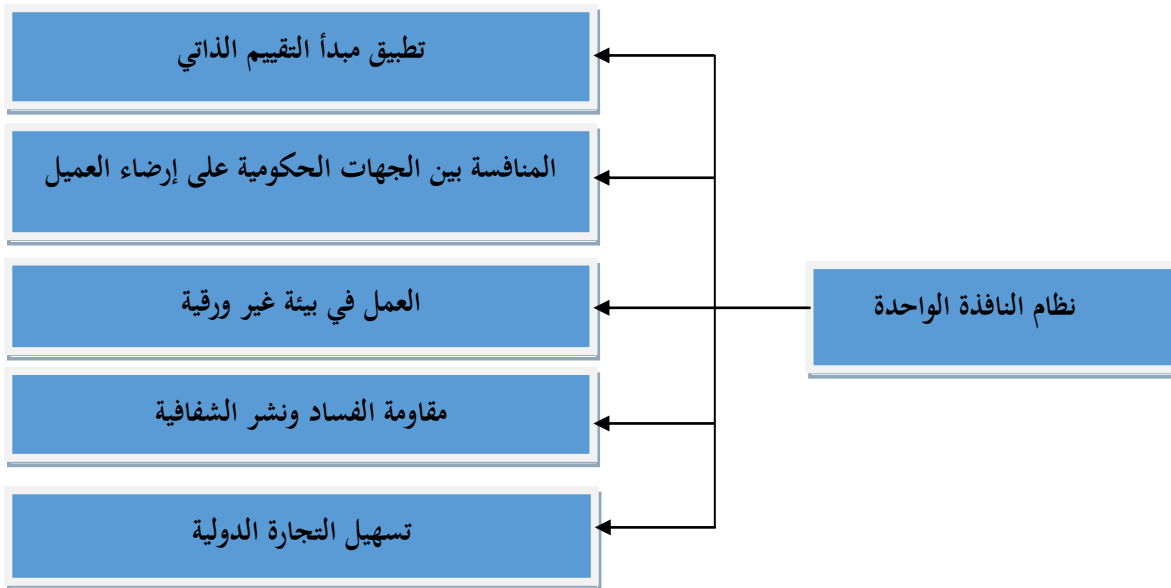 نظام النافذة الواحدة
تطبيق مبدأ التقييم الذاتي
المنافسة بين الجهات الحكومية على إرضاء العميل
العمل في بيئة غير ورقية
مقاومة الفساد ونشر الشفافية
تسهيل التجارة الدولية